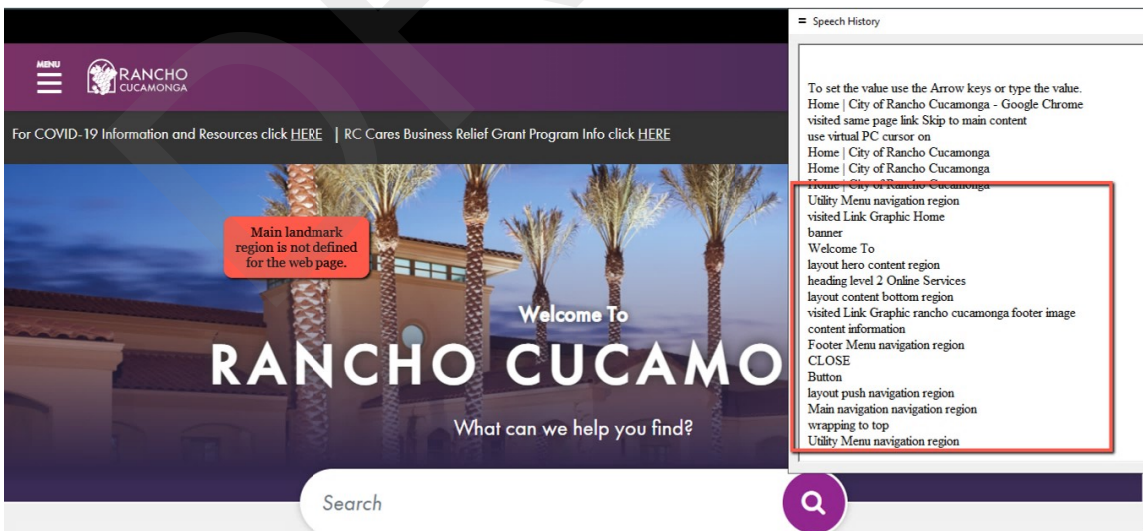 MENU
RANCHO
CUCAMONGA
For COVID-19 Information and Resources click HERE | RC Cares Business Relief Grant Program Info click HERE
Main landmark
region is not defined
for the web page.
Welcome To
RANCHO CUCAMO
What can we help you find?
Search
Speech History
To set the value use the Arrow keys or type the value.
Home | City of Rancho Cucamonga - Google Chrome
visited same page link Skip to main content
use virtual PC cursor on
Home | City of Rancho Cucamonga
Home | City of Rancho Cucamonga
Home | City of Rancho Cucamonga
Utility Menu navigation region
visited Link Graphic Home
banner
Welcome To
layout hero content region
heading level 2 Online Services
layout content bottom region
visited Link Graphic rancho cucamonga footer image
content information
Footer Menu navigation region
CLOSE
Button
layout push navigation region
Main navigation navigation region
wrapping to top
Utility Menu navigation region